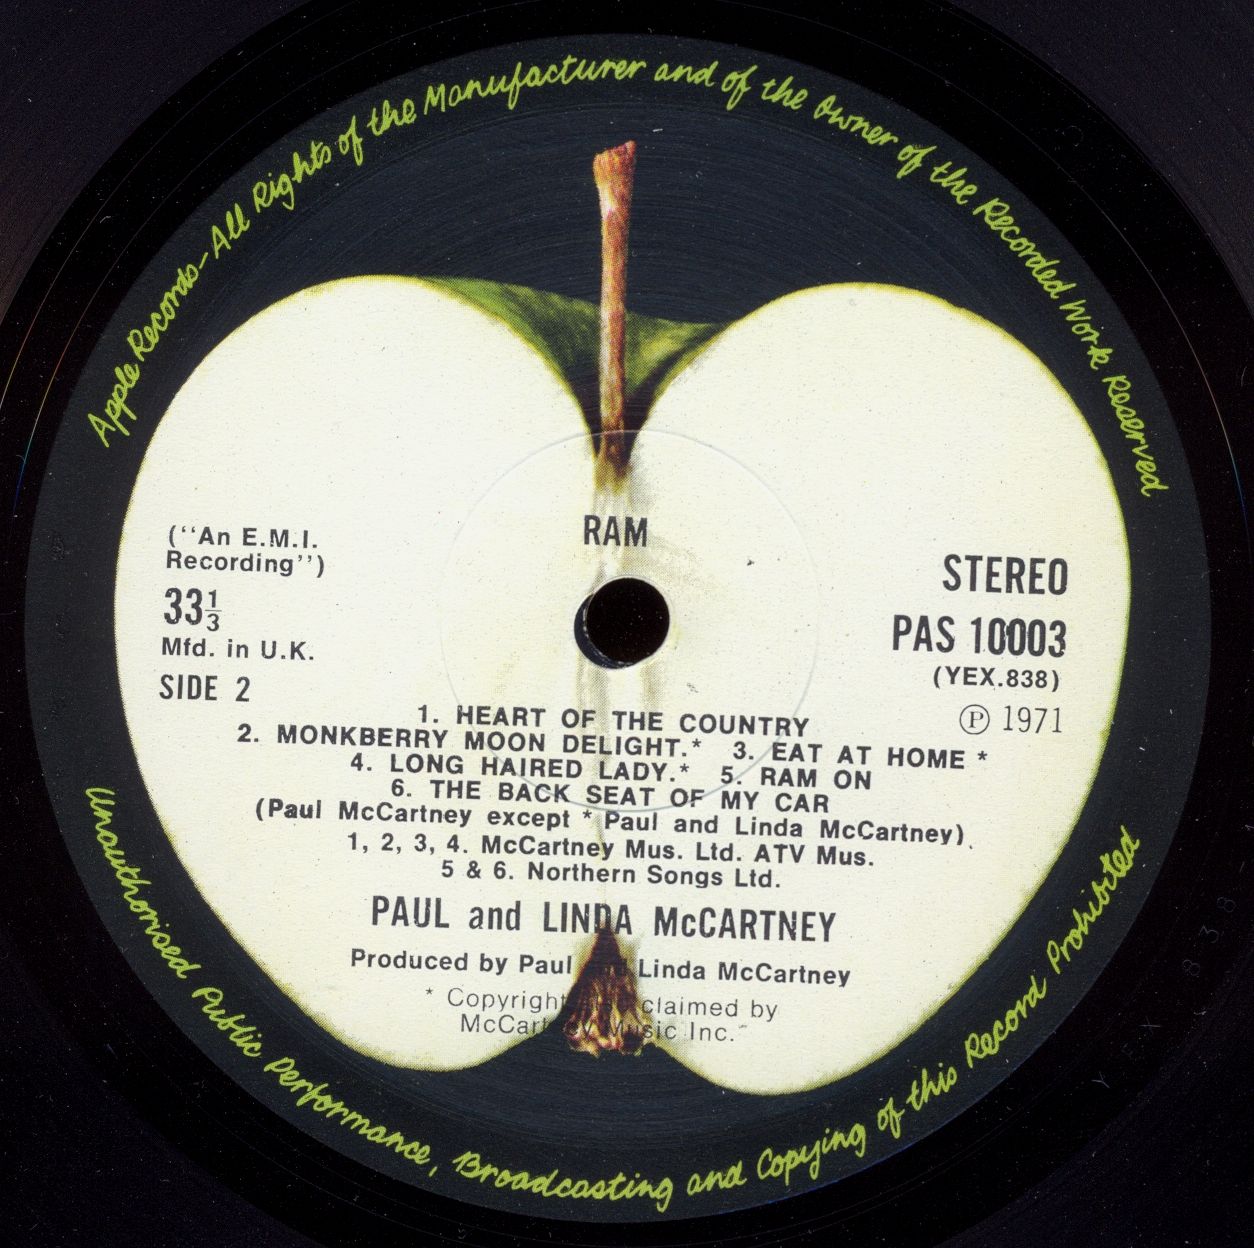 Apple Records–All Rights of the Manufacturer and of the Owner of the Recorded Work Reserved
RAM
(“An E.M.I.
Recording”)
33⅓
Mfd. in U.K.
SIDE 2
STEREO
PAS 10003
(YEX.838)
Ⓟ 1971
1. HEART OF THE COUNTRY
2. MONKBERRY MOON DELIGHT.* 3. EAT AT HOME *
4. LONG HAIRED LADY.* 5. RAM ON
6. THE BACK SEAT OF MY CAR
(Paul McCartney except * Paul and Linda McCartney).
1, 2, 3, 4. McCartney Mus. Ltd. ATV Mus.
5 & 6. Northern Songs Ltd.
PAUL and LINDA McCARTNEY
Produced by Paul Linda McCartney
* Copyright claimed by
McCartney Music Inc.
Unauthorised Public Performance, Broadcasting and Copying of this Record Prohibited
YEX 838